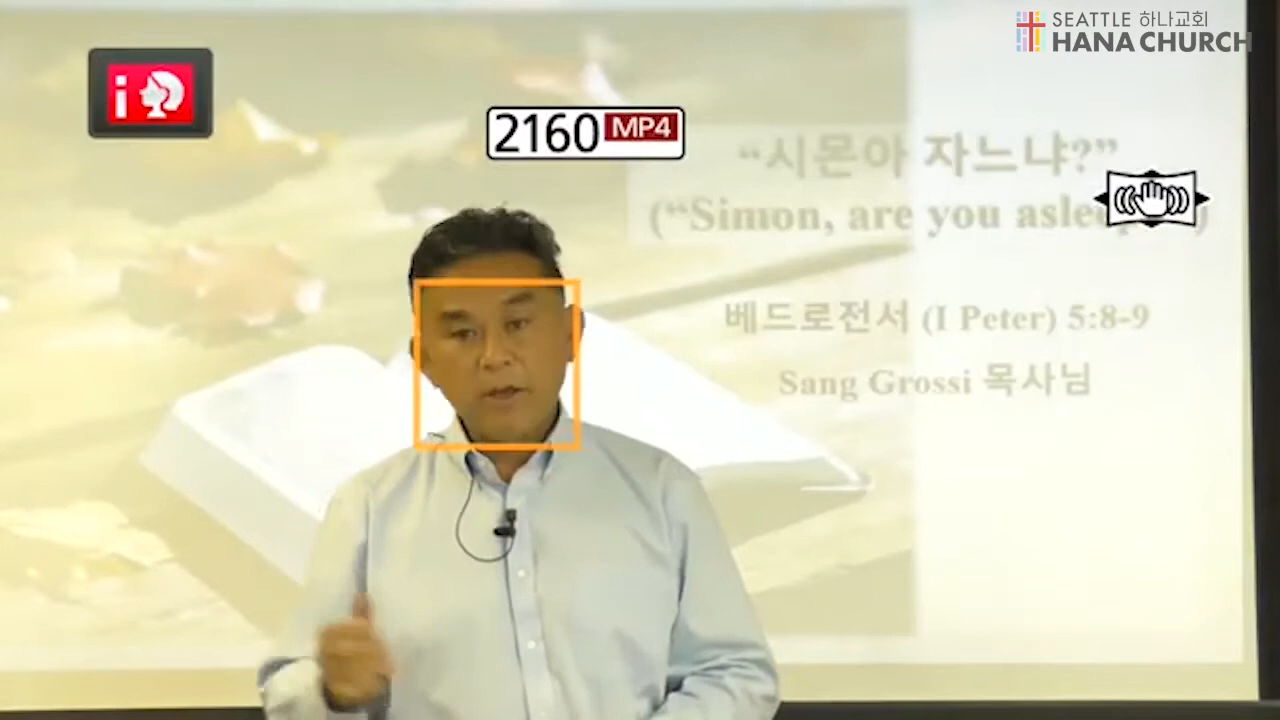 SEATTLE 하나교회
HANA CHURCH
i
2160 MP4
“시몬아 자느냐?”
(“Simon, are you
베드로전서 (I Peter) 5:8-9
Sang Grossi 목사님